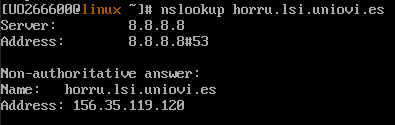 [UO266600@linux ~]# nslookup horru.lsi.uniovi.es
Server:         8.8.8.8
Address:        8.8.8.8#53

Non-authoritative answer:
Name:   horru.lsi.uniovi.es
Address: 156.35.119.120